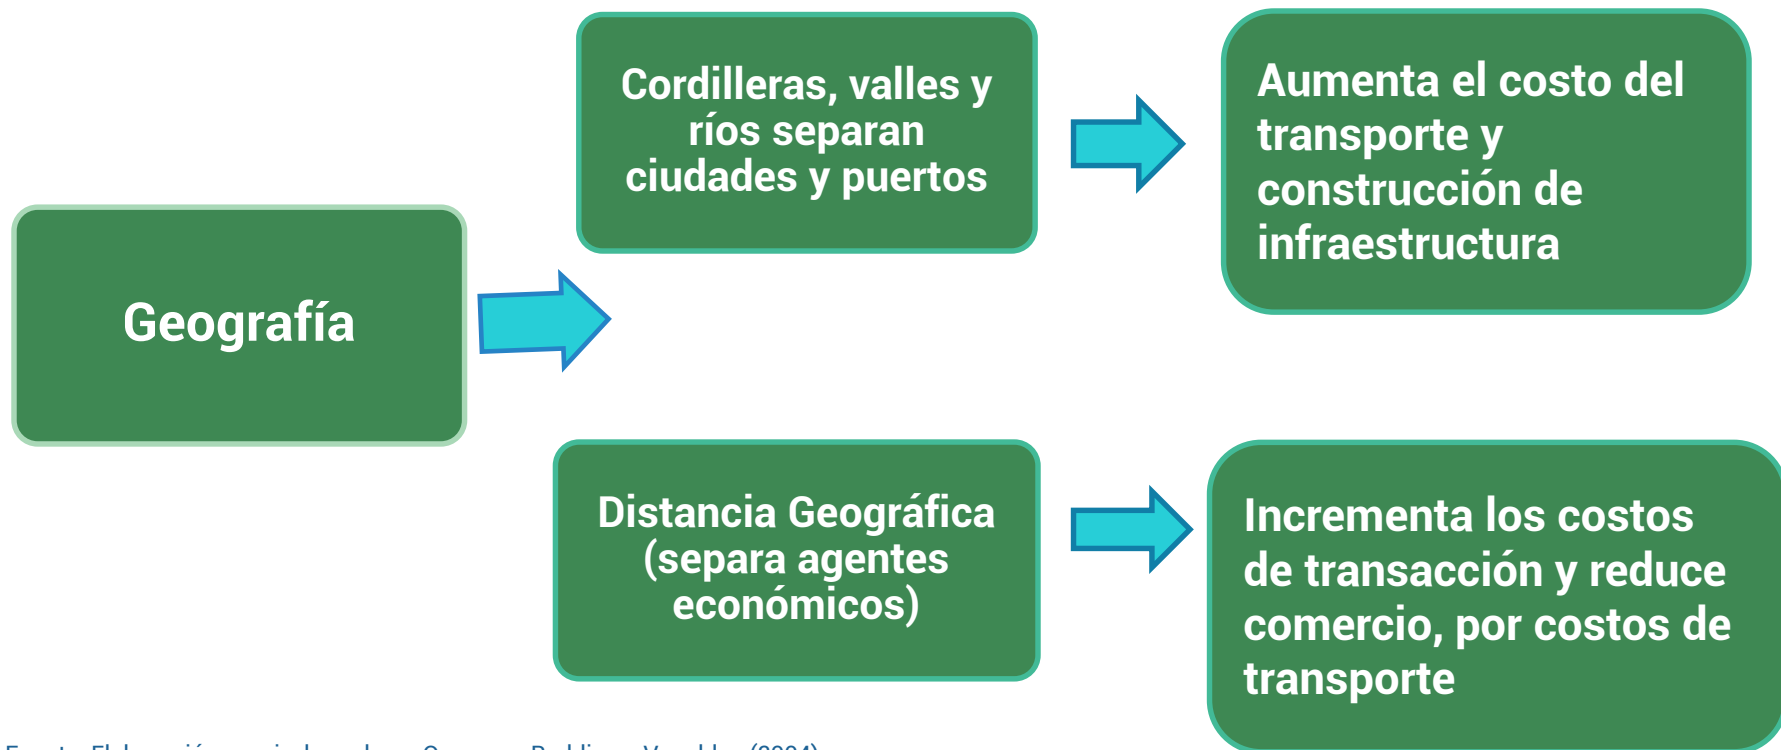 Geografía
Cordilleras, valles y
ríos separan
ciudades y puertos
Aumenta el costo del
transporte y
construcción de
infraestructura
Distancia Geográfica
(separa agentes
económicos)
Incrementa los costos
de transacción y reduce
comercio, por costos de
transporte